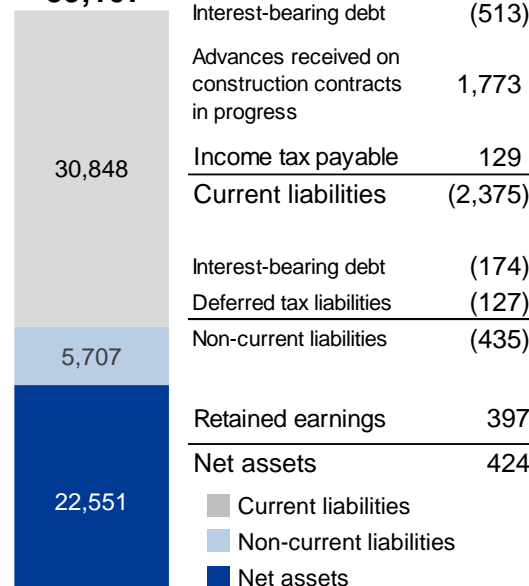 Interest-bearing debt (513)
Advances received on
construction contracts 1,773
in progress
Income tax payable 129
30,848
Current liabilities (2,375)
Interest-bearing debt (174)
Deferred tax liabilities (127)
Non-current liabilities (435)
5,707
Retained earnings 397
Net assets 424
22,551
Current liabilities
Non-current liabilities
Net assets